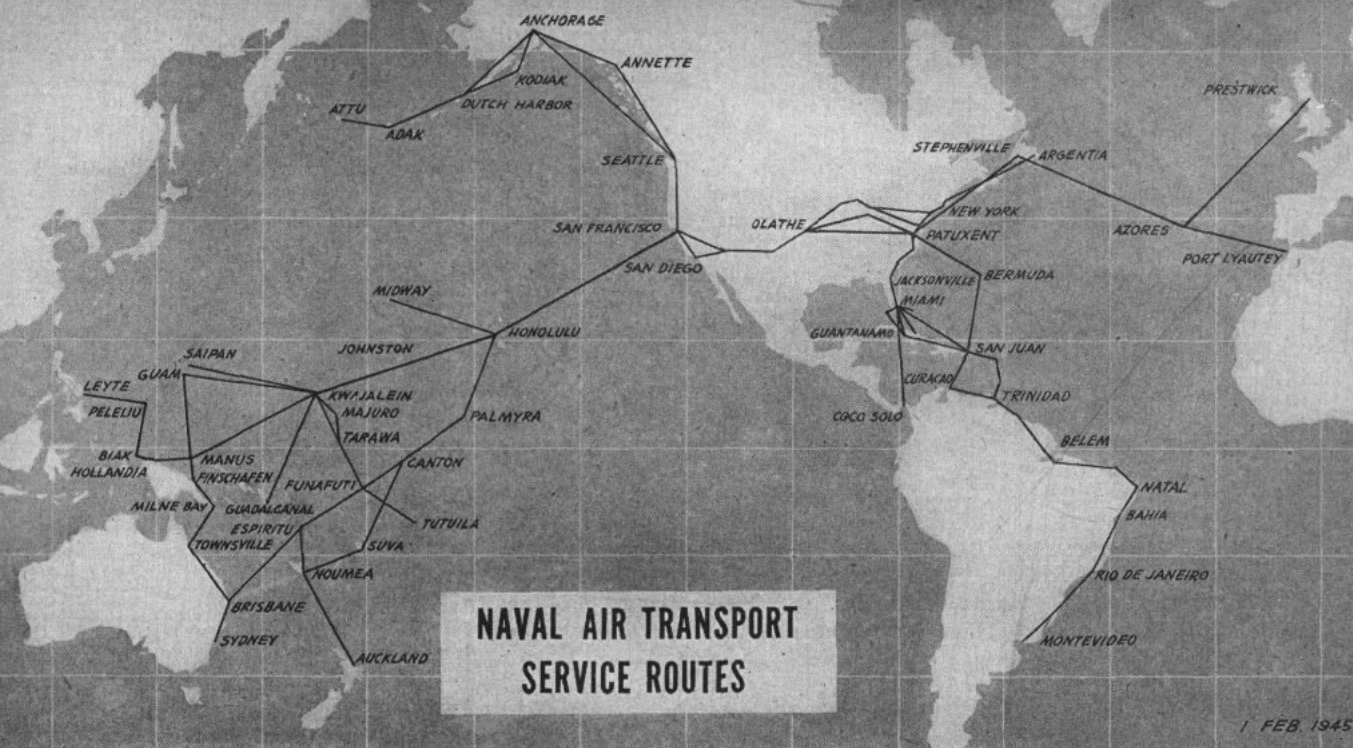 ANCHORAGE
ANNETTE
KODIAK
DUTCH HARBOR
ATTU
ADAK
PRESTWICK
STEPHENVILLE
ARGENTIA
SEATTLE
NEW YORK
OLATHE
SAN FRANCISCO
PATUXENT
AZORES
PORT LYAUTEY
SAN DIEGO
BERMUDA
JACKSONVILLE
MIDWAY
MIAMI
HONOLULU
GUANTANAMO
JOHNSTON
SAN JUAN
SAIPAN
GUAM
CURACAO
LEYTE
KWAJALEIN
TRINIDAD
PELELIU
MAJURO
PALMYRA
COCO SOLO
TARAWA
BELEM
BIAK
MANUS
CANTON
HOLLANDIA
FINSCHAFEN
FUNAFUTI
NATAL
MILNE BAY
GUADALCANAL
BAHIA
ESPIRITU
TUTUILA
TOWNSVILLE
SUVA
NOUMEA
RIO DE JANEIRO
BRISBANE
SYDNEY
MONTEVIDEO
AUCKLAND
NAVAL AIR TRANSPORT
SERVICE ROUTES
1 FEB. 1945